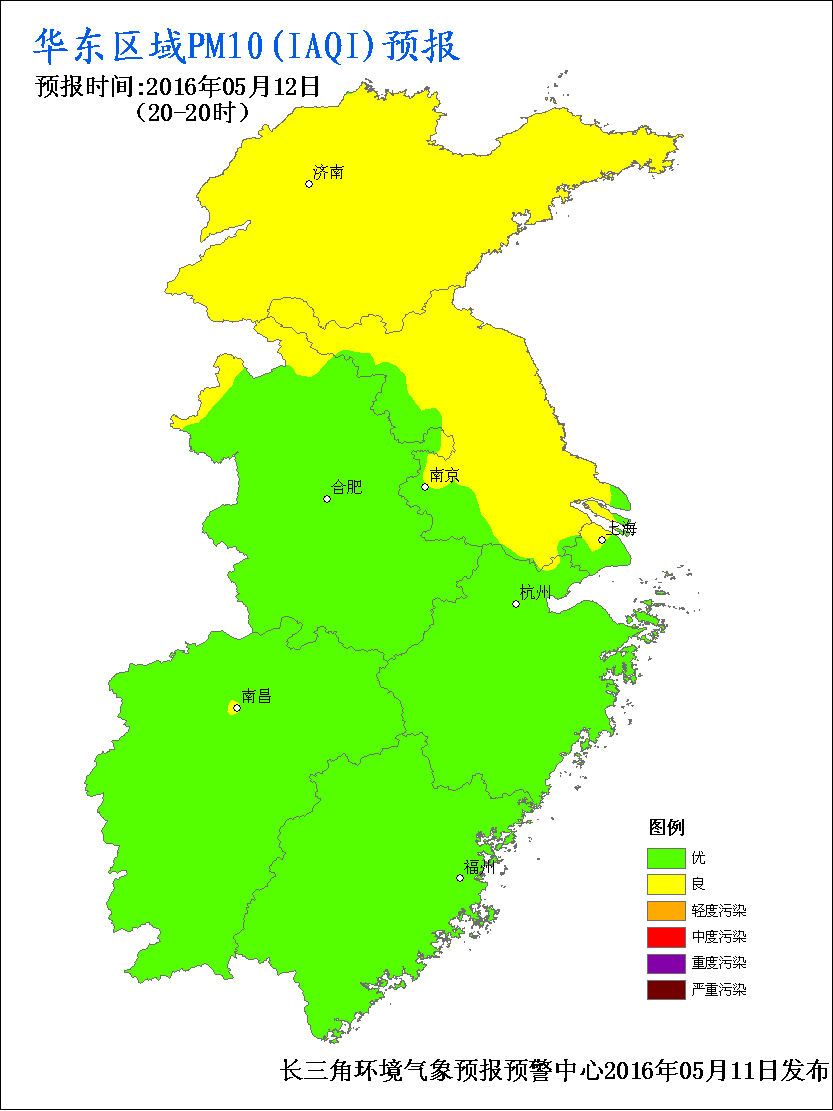 华东区域PM10(IAQI)预报
预报时间:2016年05月12日
(20-20时)
济南
南京
合肥
上海
杭州
南昌
福州
图例
优
良
轻度污染
中度污染
重度污染
严重污染
长三角环境气象预报预警中心2016年05月11日发布